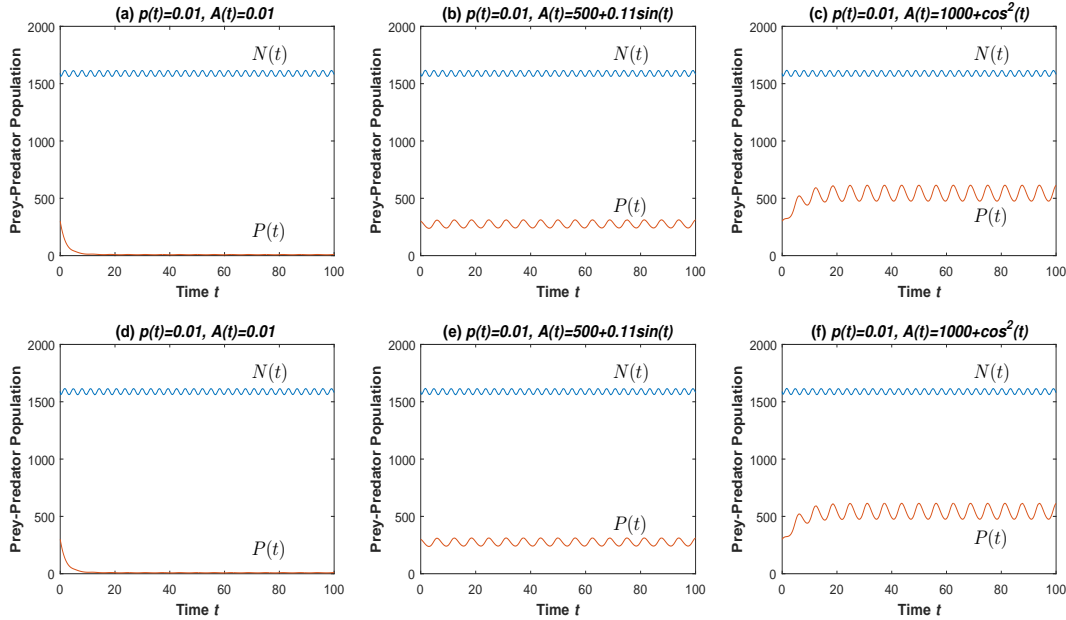 (a) p(t)=0.01, A(t)=0.01
2000
1500
1000
500
0
N(t)
P(t)
0 20 40 60 80 100
Time t
Prey-Predator Population
(b) p(t)=0.01, A(t)=500+0.11sin(t)
2000
1500
1000
500
0
N(t)
P(t)
0 20 40 60 80 100
Time t
Prey-Predator Population
(c) p(t)=0.01, A(t)=1000+cos²(t)
2000
1500
1000
500
0
N(t)
P(t)
0 20 40 60 80 100
Time t
Prey-Predator Population
(d) p(t)=0.01, A(t)=0.01
2000
1500
1000
500
0
N(t)
P(t)
0 20 40 60 80 100
Time t
Prey-Predator Population
(e) p(t)=0.01, A(t)=500+0.11sin(t)
2000
1500
1000
500
0
N(t)
P(t)
0 20 40 60 80 100
Time t
Prey-Predator Population
(f) p(t)=0.01, A(t)=1000+cos²(t)
2000
1500
1000
500
0
N(t)
P(t)
0 20 40 60 80 100
Time t
Prey-Predator Population